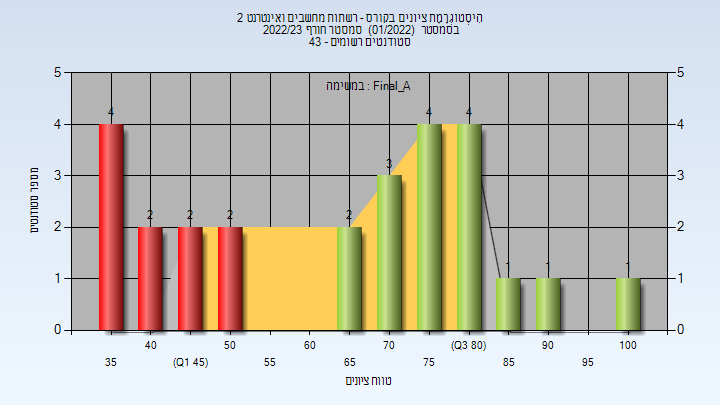 היסטוגרמת ציונים בקורס - רשתות מחשבים ואינטרנט 2
בסמסטר (01/2022) סמסטר חורף 2022/23
סטודנטים רשומים - 43
במשימה : Final_A
מספר סטודנטים
5 5
4 4
3 3
2 2
1 1
0 0
4 2 2 2 2 3 4 4 1 1 1
40 50 60 70 (Q3 80) 90 100
35 (Q1 45) 55 65 75 85 95
טווח ציונים